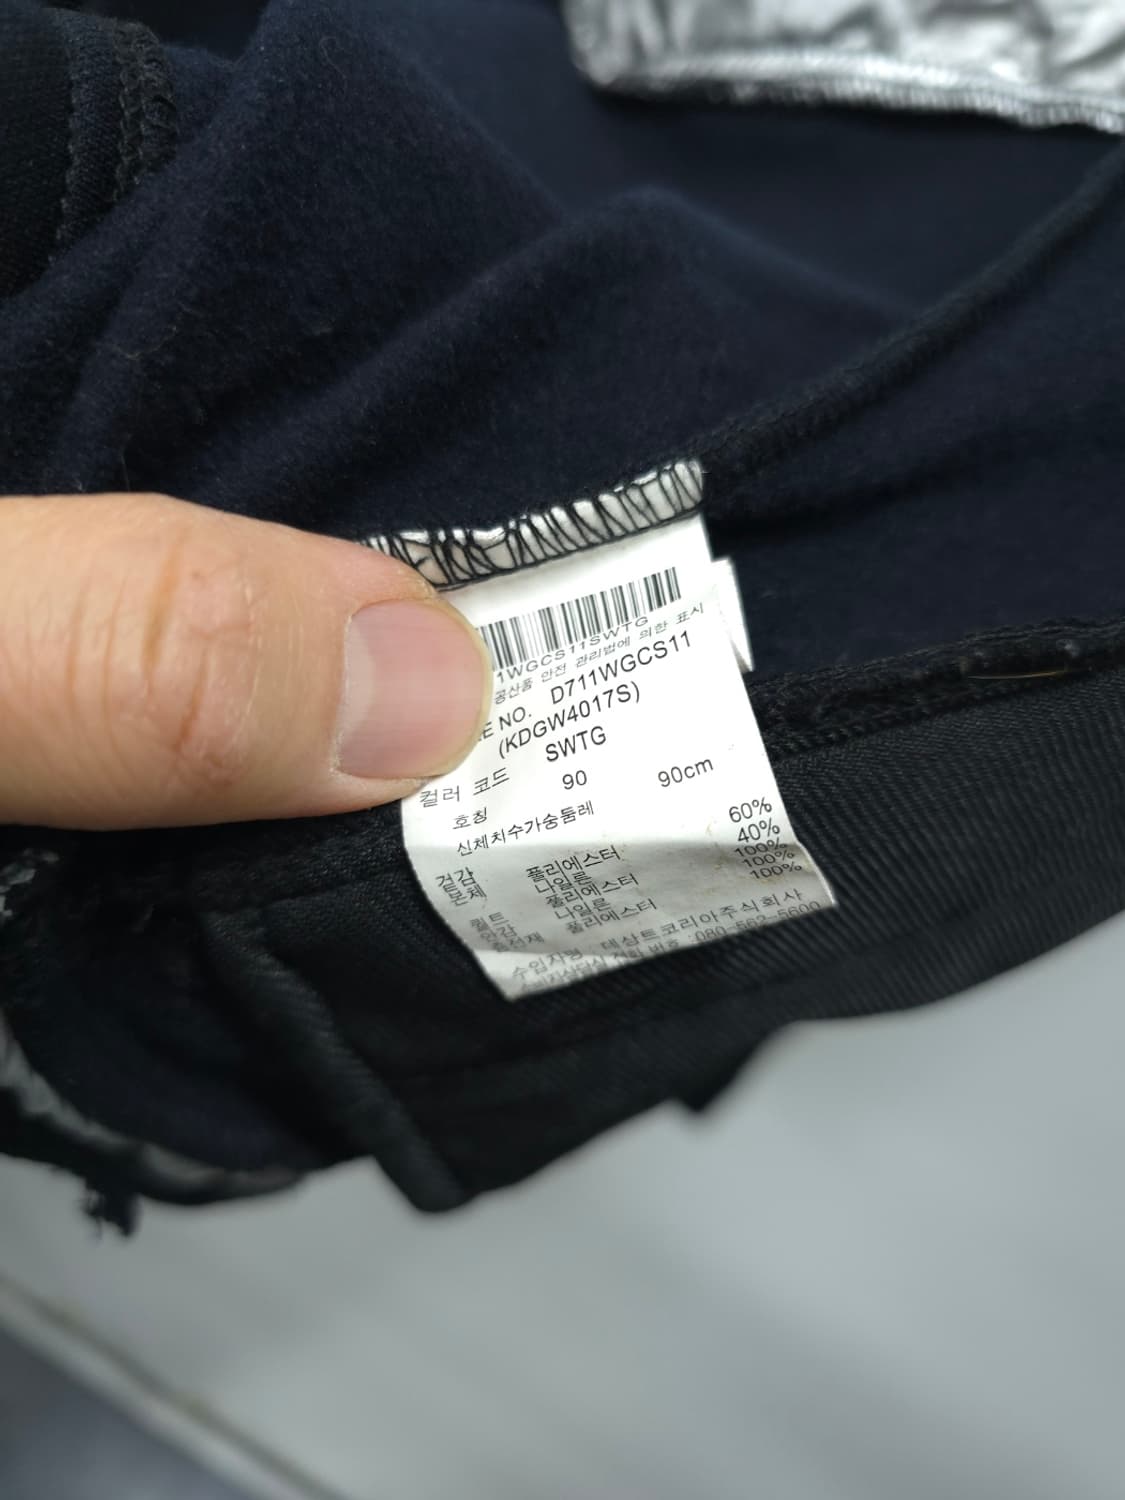 1WGCS11SWTG
공산품 안전 관리법에 의한 표시
E NO. D711WGCS11
(KDGW4017S)
컬러 코드 SWTG
호칭 90
신체치수가슴둘레 90cm
겉감 폴리에스터 60%
본체 나일론 40%
폴리에스터 100%
나일론 100%
폴리에스터 100%
수입자명 : 데상트코리아주식회사
080-562-5600